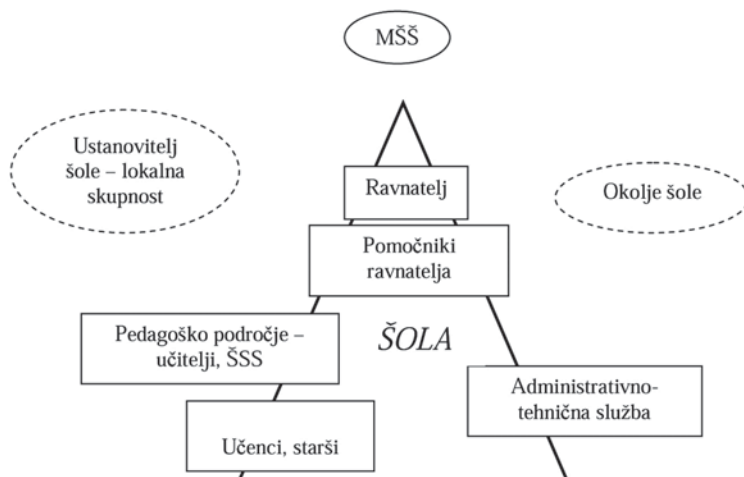 MŠŠ
Ustanovitelj
šole – lokalna
skupnost
Ravnatelj
Okolje šole
Pomočniki
ravnatelja
Pedagoško področje –
učitelji, ŠSS
ŠOLA
Administrativno-
tehnična služba
Učenci, starši